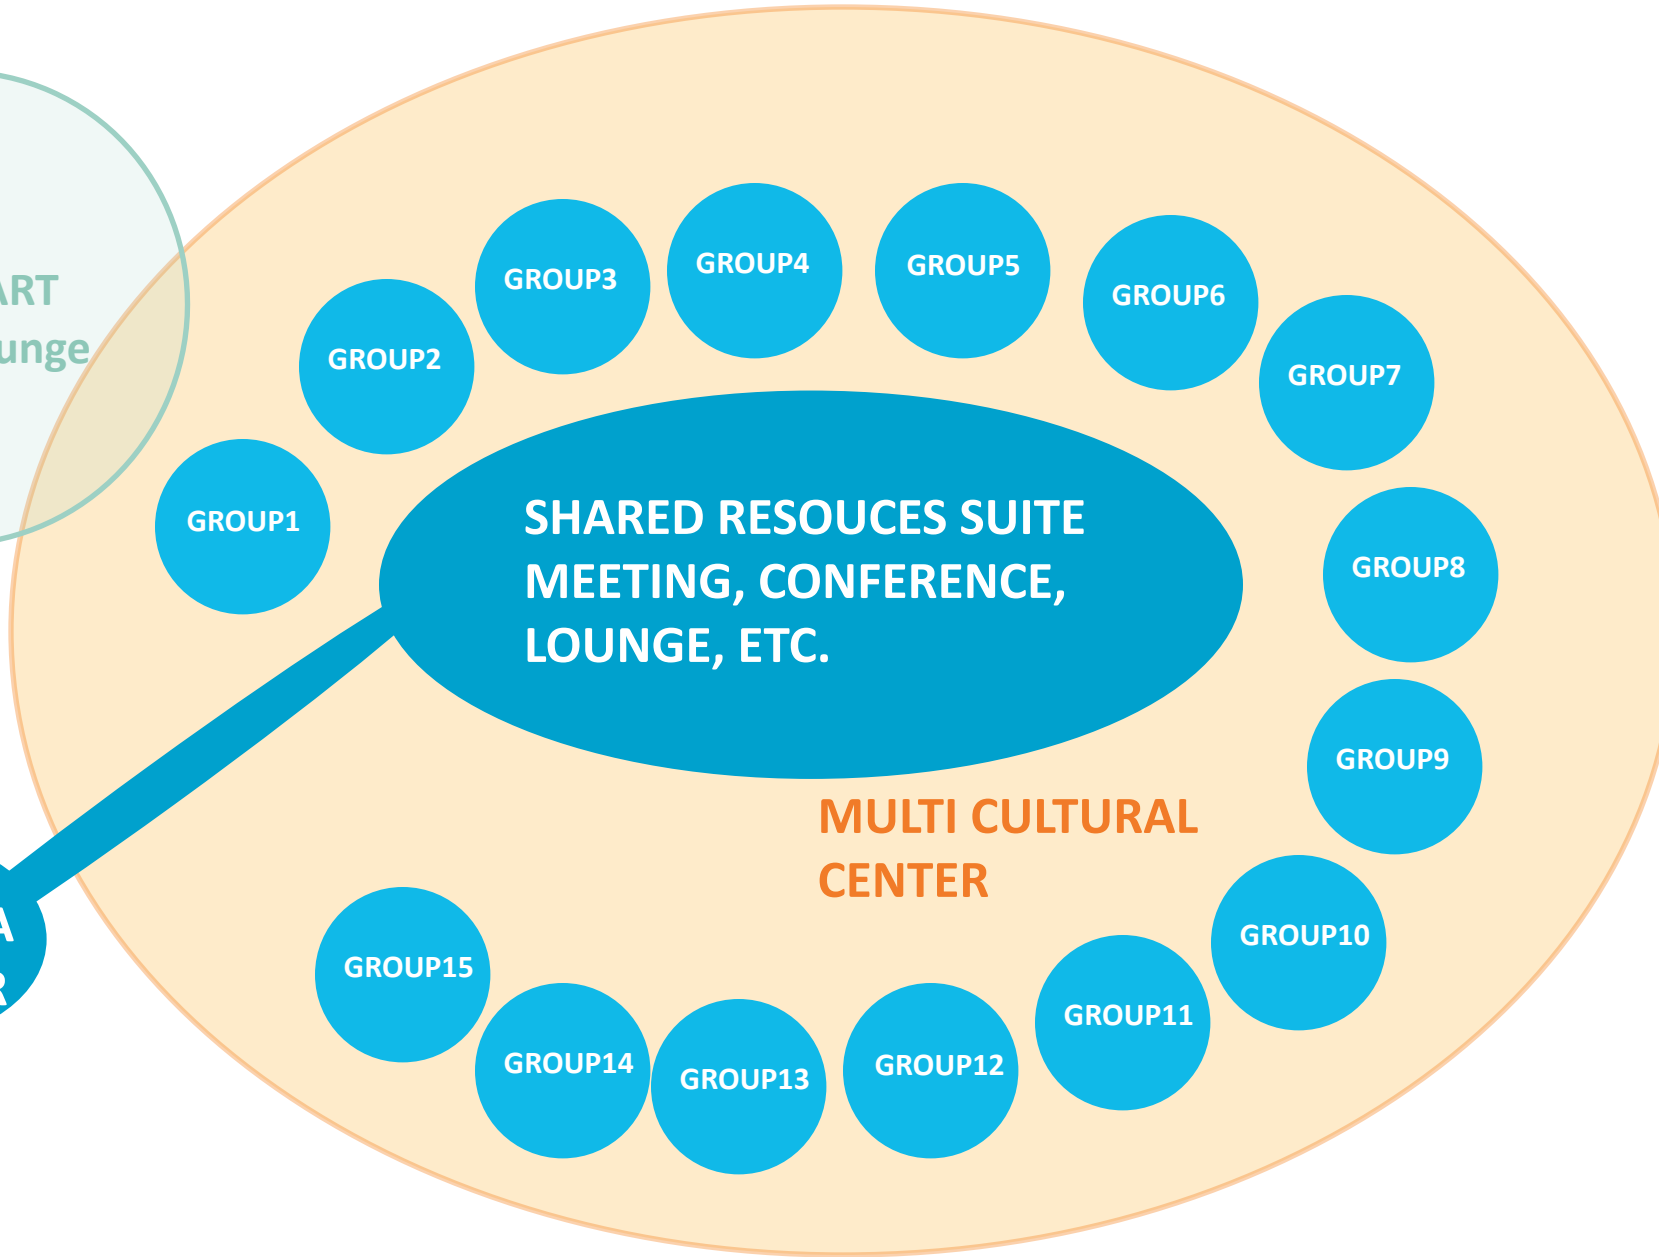 GROUP4
GROUP5
GROUP3
GROUP6
GROUP2
GROUP7
GROUP1
SHARED RESOUCES SUITE
MEETING, CONFERENCE,
LOUNGE, ETC.
GROUP8
GROUP9
MULTI CULTURAL
CENTER
GROUP10
GROUP15
GROUP11
GROUP14
GROUP13
GROUP12